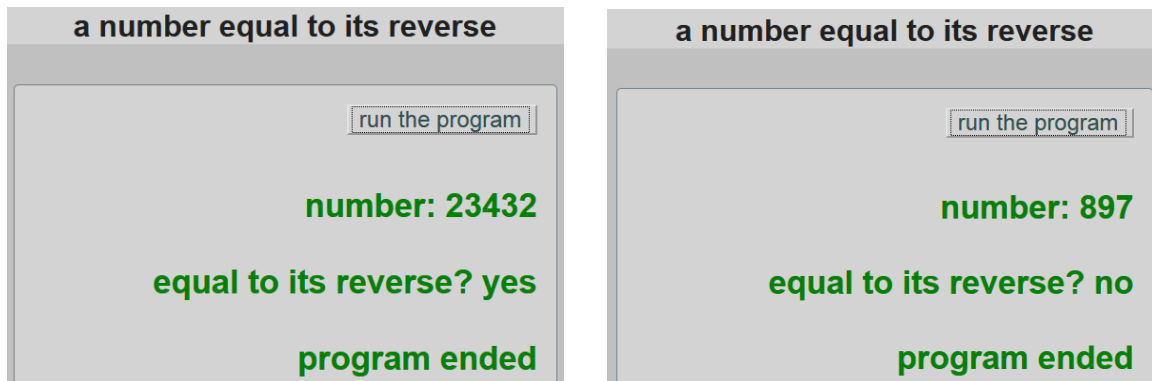 a number equal to its reverse
run the program
number: 23432
equal to its reverse? yes
program ended
a number equal to its reverse
run the program
number: 897
equal to its reverse? no
program ended